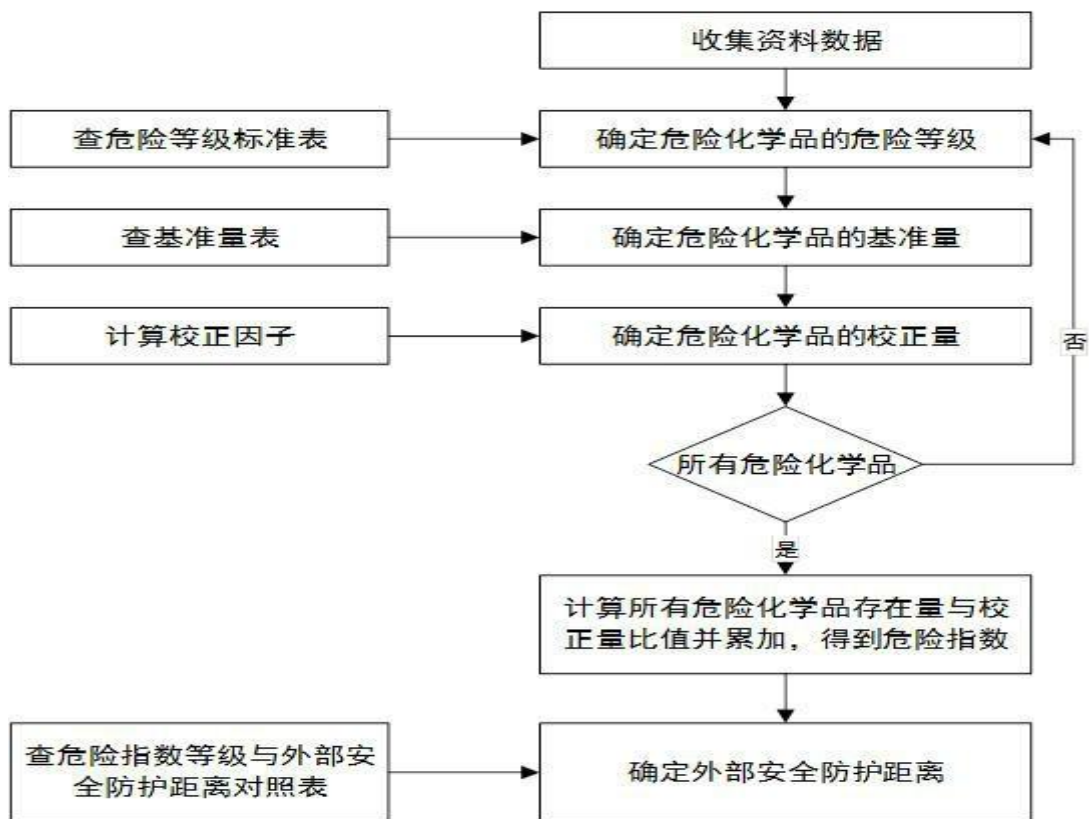 收集资料数据
查危险等级标准表
确定危险化学品的危险等级
查基准量表
确定危险化学品的基准量
计算校正因子
确定危险化学品的校正量
否
所有危险化学品
是
计算所有危险化学品存在量与校
正量比值并累加，得到危险指数
查危险指数等级与外部安
全防护距离对照表
确定外部安全防护距离